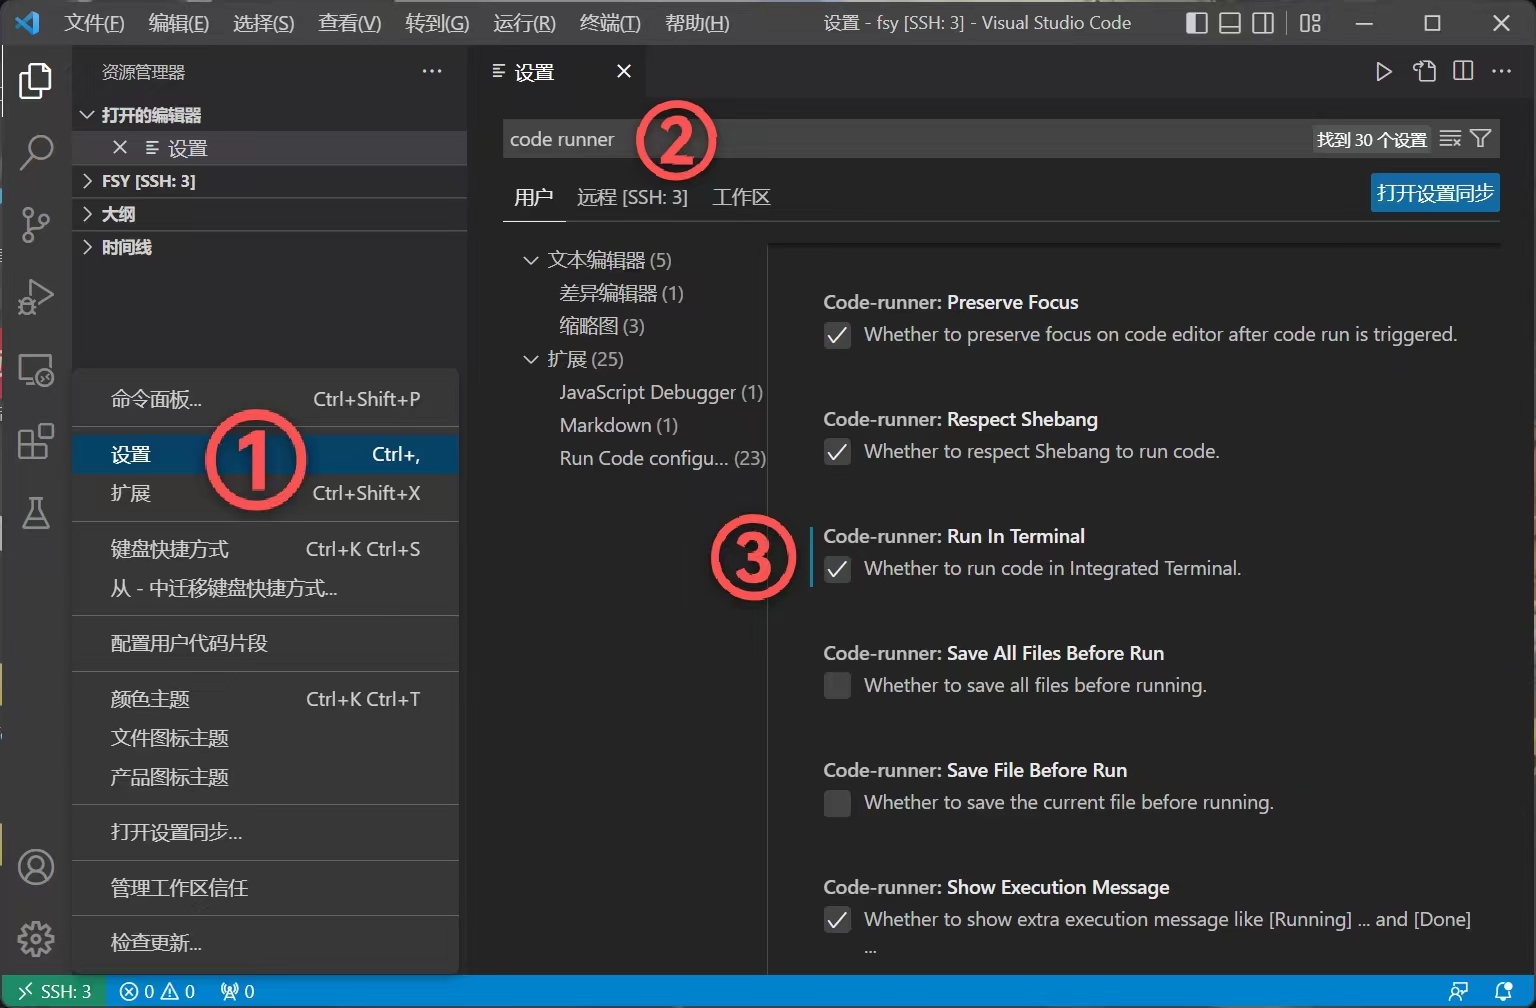 文件(F) 编辑(E) 选择(S) 查看(V) 转到(G) 运行(R) 终端(T) 帮助(H) 设置 - fsy [SSH: 3] - Visual Studio Code
资源管理器 ...
打开的编辑器
设置
FSY [SSH: 3]
大纲
时间线
命令面板... Ctrl+Shift+P
设置 Ctrl+,
①
扩展 Ctrl+Shift+X
键盘快捷方式 Ctrl+K Ctrl+S
从 - 中迁移键盘快捷方式...
配置用户代码片段
颜色主题 Ctrl+K Ctrl+T
文件图标主题
产品图标主题
打开设置同步...
管理工作区信任
检查更新...
设置
code runner ② 找到 30 个设置
用户 远程 [SSH: 3] 工作区 打开设置同步
文本编辑器 (5)
差异编辑器 (1)
缩略图 (3)
扩展 (25)
JavaScript Debugger (1)
Markdown (1)
Run Code configu... (23)
Code-runner: Preserve Focus
Whether to preserve focus on code editor after code run is triggered.
Code-runner: Respect Shebang
Whether to respect Shebang to run code.
③
Code-runner: Run In Terminal
Whether to run code in Integrated Terminal.
Code-runner: Save All Files Before Run
Whether to save all files before running.
Code-runner: Save File Before Run
Whether to save the current file before running.
Code-runner: Show Execution Message
Whether to show extra execution message like [Running] ... and [Done]
...
SSH: 3 0 0 0